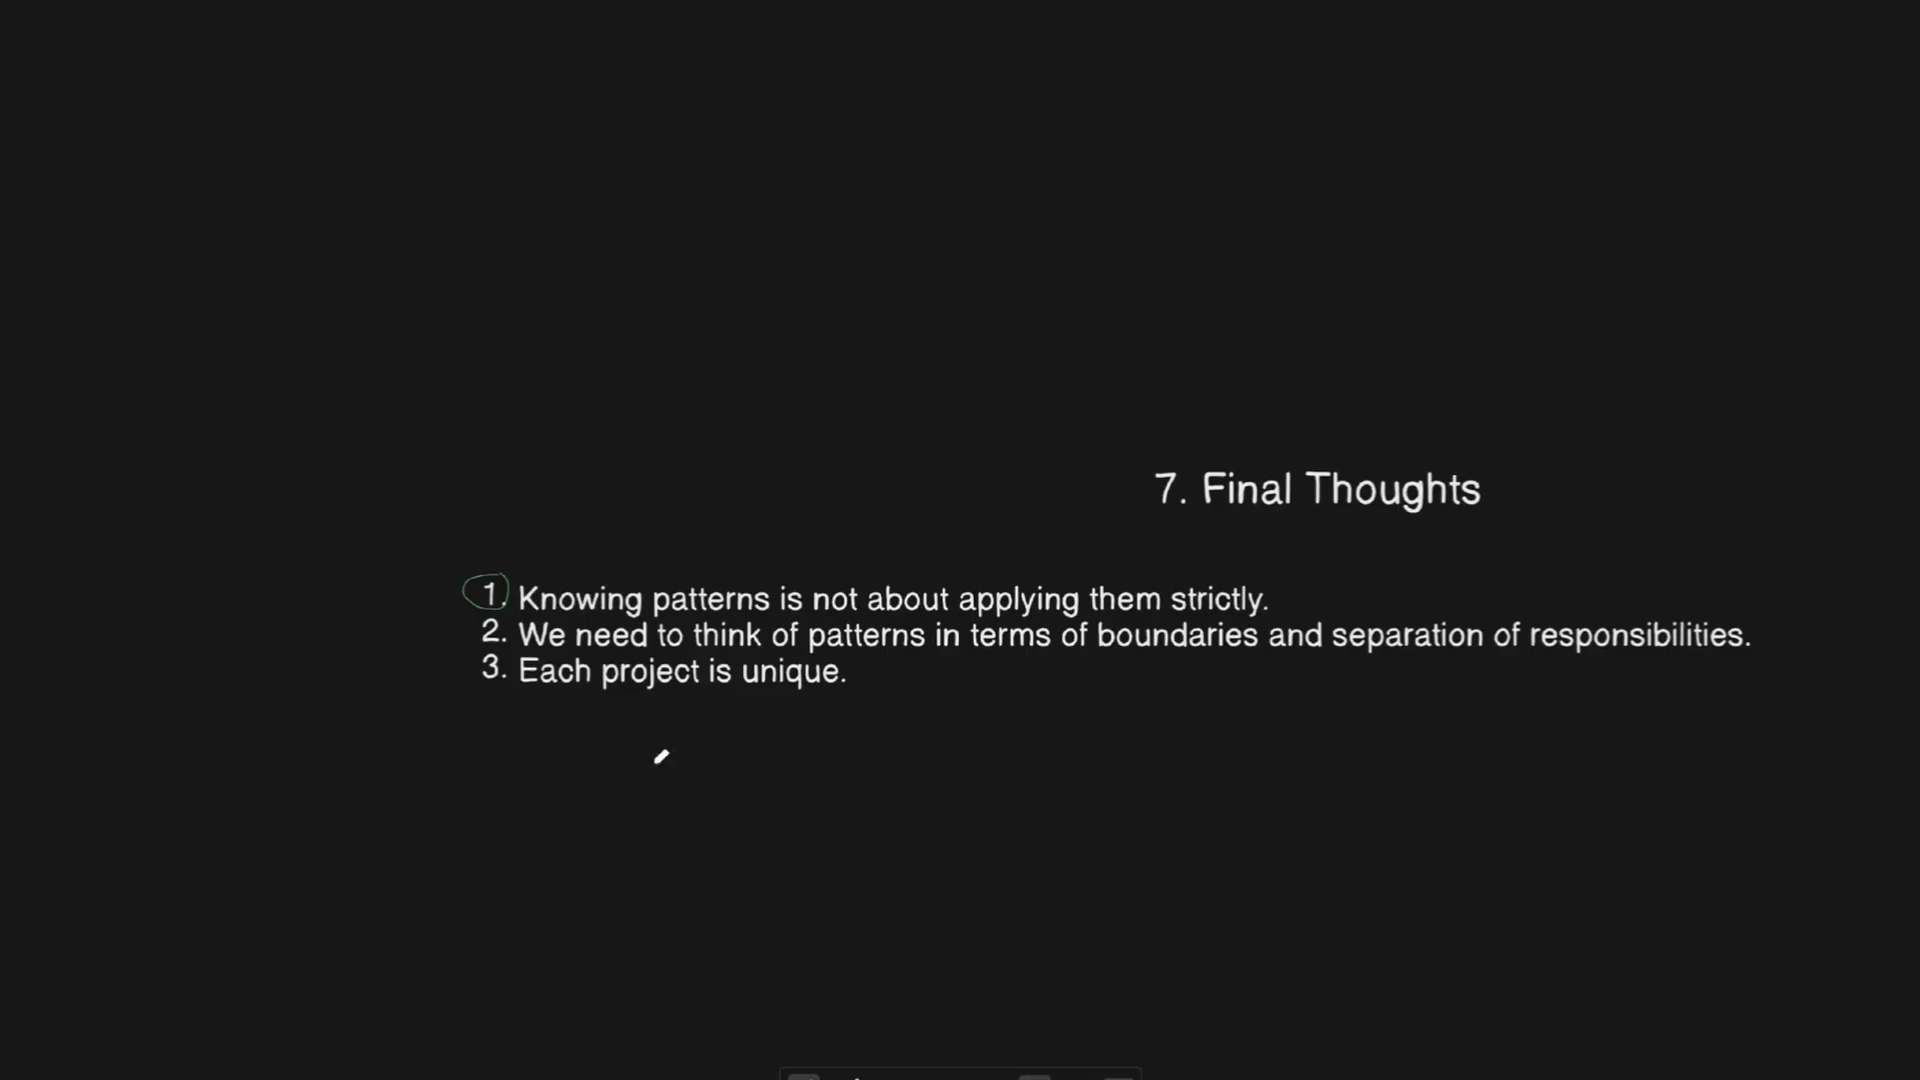 7. Final Thoughts
1. Knowing patterns is not about applying them strictly.
2. We need to think of patterns in terms of boundaries and separation of responsibilities.
3. Each project is unique.